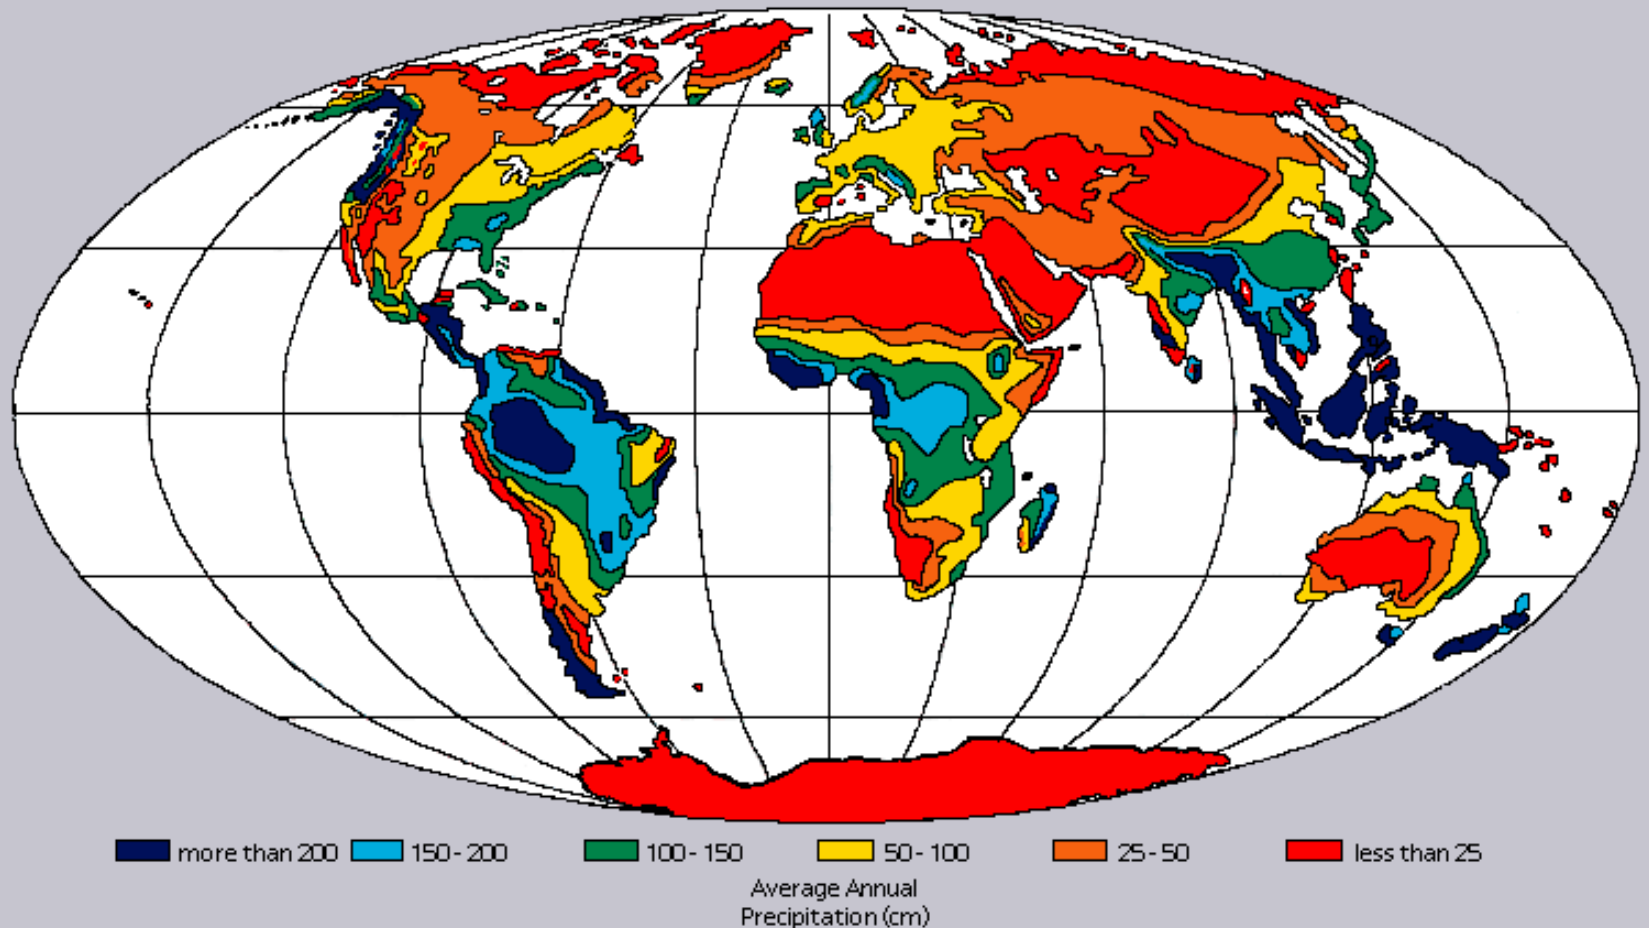 more than 200 150 - 200 100 - 150 50 - 100 25 - 50 less than 25
Average Annual
Precipitation (cm)